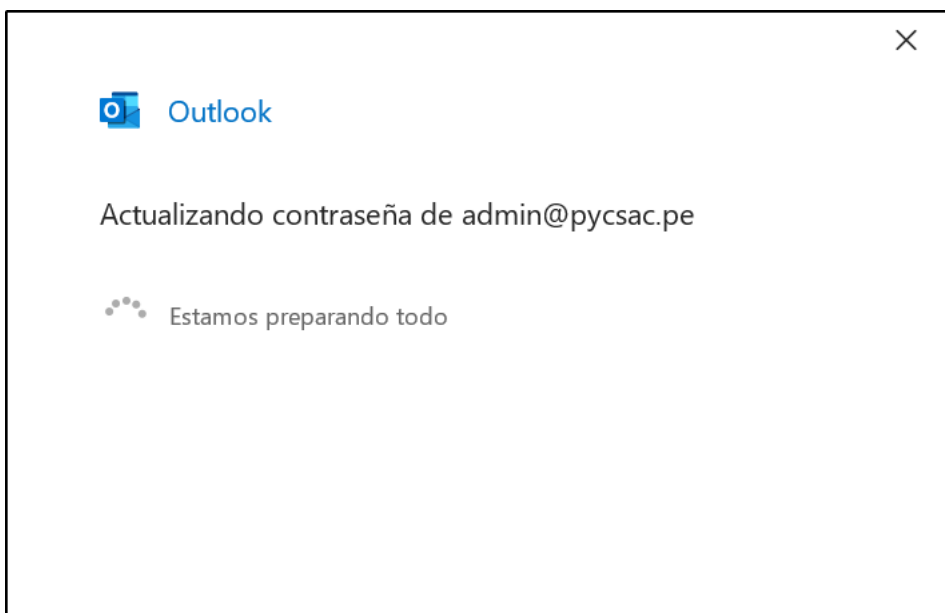 Outlook
Actualizando contraseña de admin@pycsac.pe
Estamos preparando todo